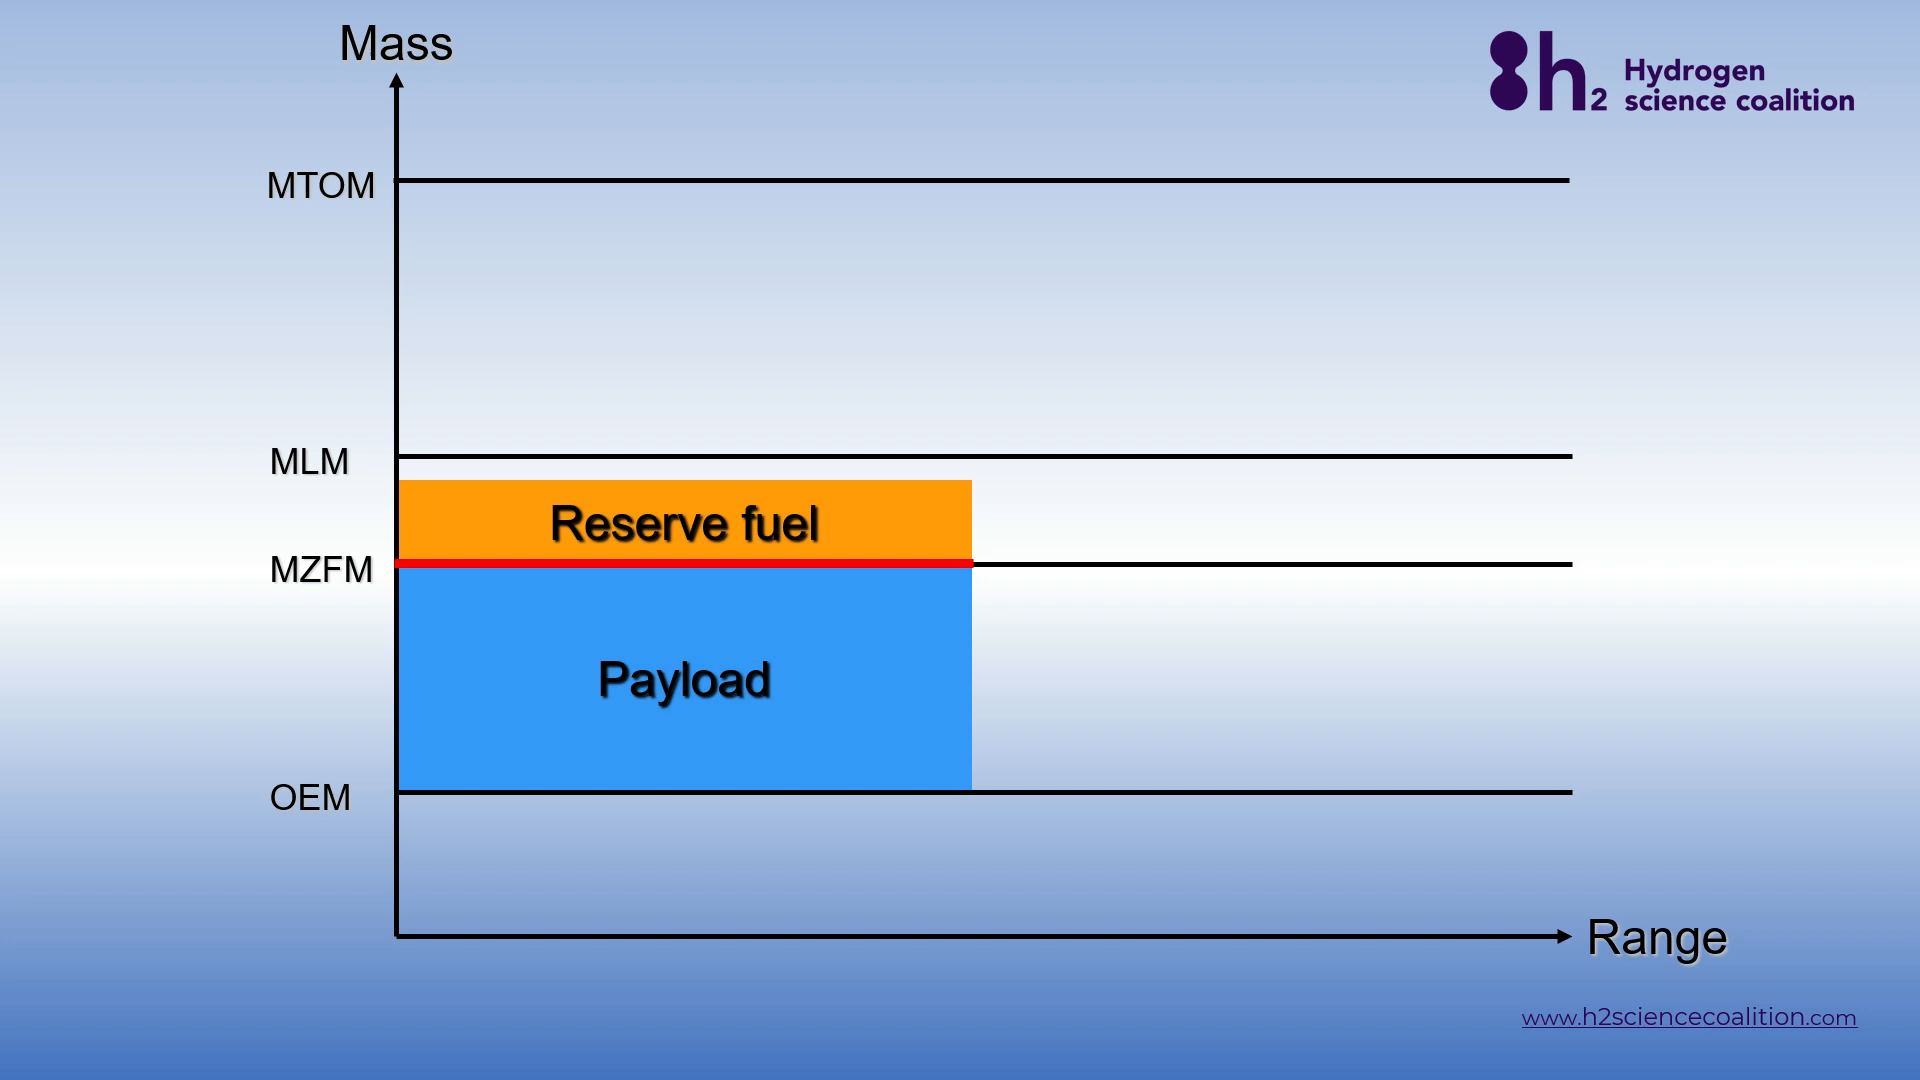 Mass
h2 Hydrogen
science coalition
MTOM
MLM
Reserve fuel
MZFM
Payload
OEM
Range
www.h2sciencecoalition.com